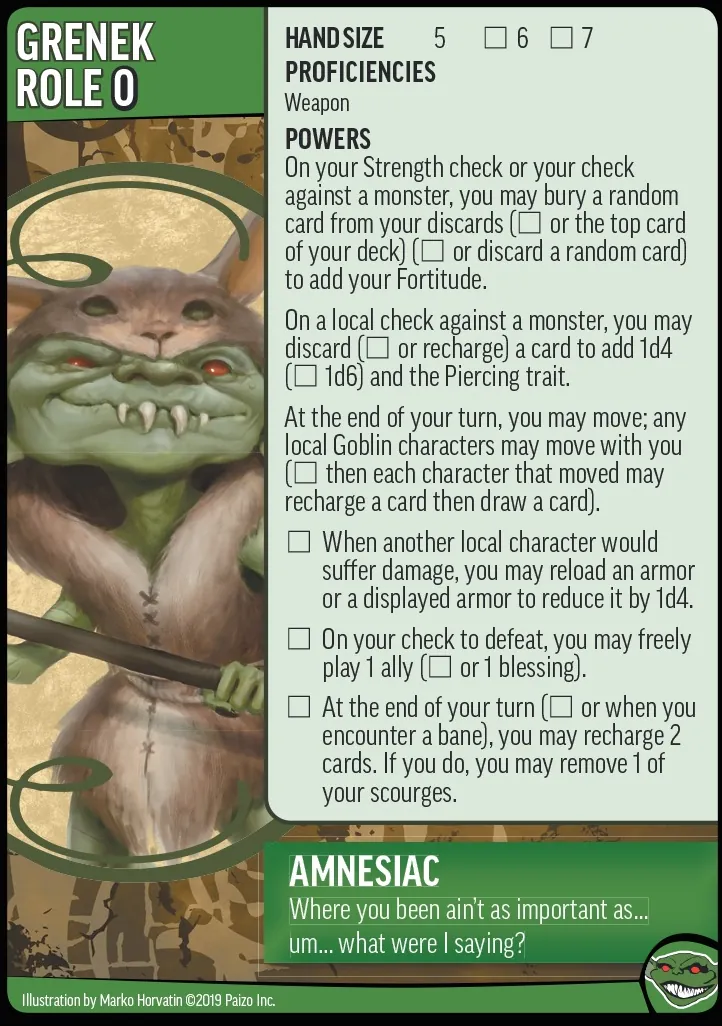 GRENEK
ROLE O
HAND SIZE 5 ☐ 6 ☐ 7
PROFICIENCIES
Weapon
POWERS
On your Strength check or your check
against a monster, you may bury a random
card from your discards (☐ or the top card
of your deck) (☐ or discard a random card)
to add your Fortitude.
On a local check against a monster, you may
discard (☐ or recharge) a card to add 1d4
(☐ 1d6) and the Piercing trait.
At the end of your turn, you may move; any
local Goblin characters may move with you
(☐ then each character that moved may
recharge a card then draw a card).
☐ When another local character would
suffer damage, you may reload an armor
or a displayed armor to reduce it by 1d4.
☐ On your check to defeat, you may freely
play 1 ally (☐ or 1 blessing).
☐ At the end of your turn (☐ or when you
encounter a bane), you may recharge 2
cards. If you do, you may remove 1 of
your scourges.
AMNESIAC
Where you been ain't as important as...
um... what were I saying?
Illustration by Marko Horvatin ©2019 Paizo Inc.